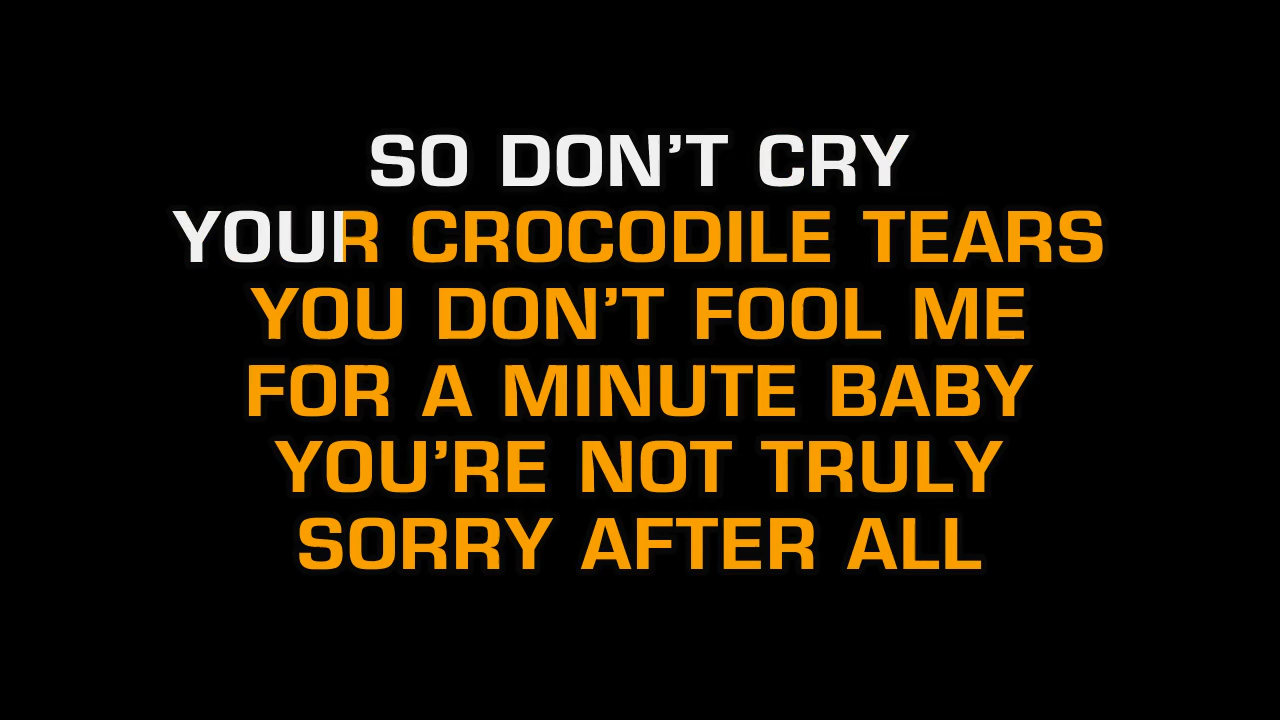 SO DON’T CRY
YOUR CROCODILE TEARS
YOU DON’T FOOL ME
FOR A MINUTE BABY
YOU’RE NOT TRULY
SORRY AFTER ALL